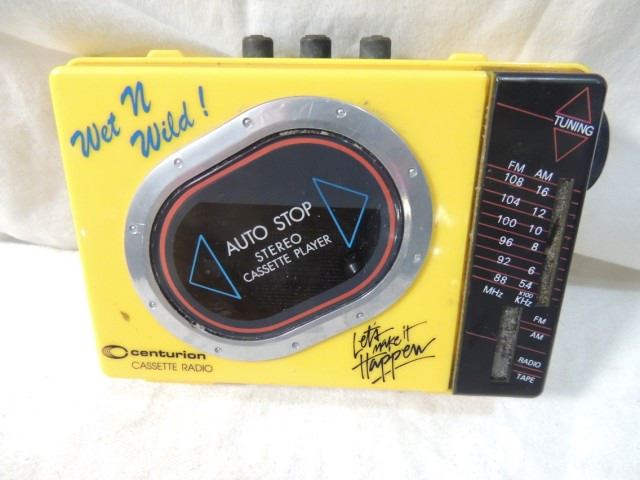 Wet N
Wild!
AUTO STOP
STEREO
CASSETTE PLAYER
centurion
CASSETTE RADIO
Let's
make it
Happen
TUNING
FM AM
108 16
104 12
100 10
96 8
92 6
88 54
MHz x100 KHz
FM
AM
RADIO
TAPE